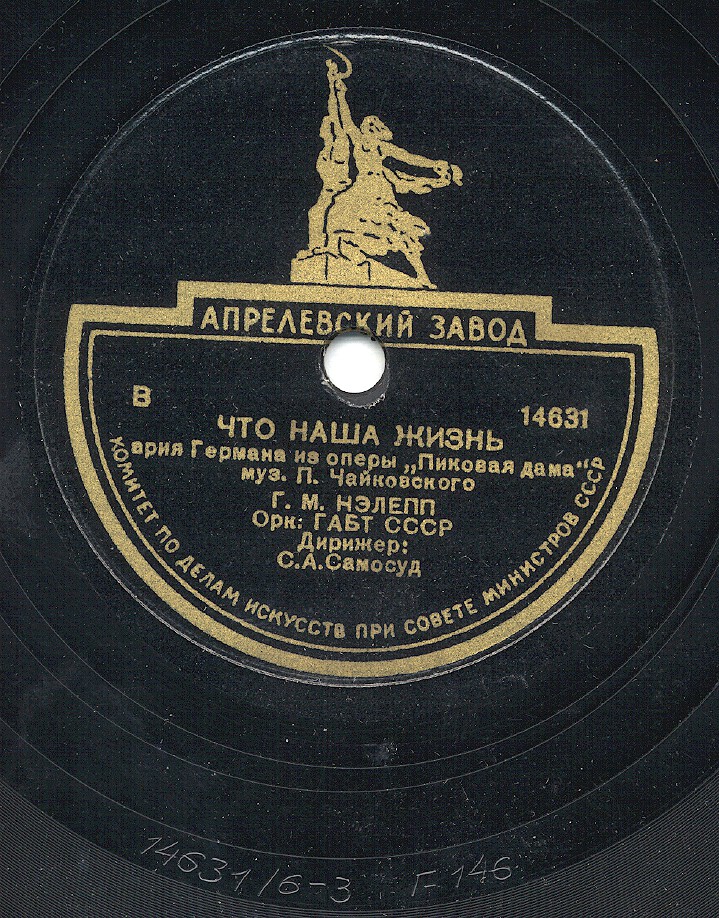 АПРЕЛЕВСКИЙ ЗАВОД
В 14631
ЧТО НАША ЖИЗНЬ
ария Германа из оперы „Пиковая дама“
муз. П. Чайковского
Г. М. НЭЛЕПП
Орк: ГАБТ СССР
Дирижер:
С.А.Самосуд
КОМИТЕТ ПО ДЕЛАМ ИСКУССТВ ПРИ СОВЕТЕ МИНИСТРОВ СССР
14631/6-3 Г-146